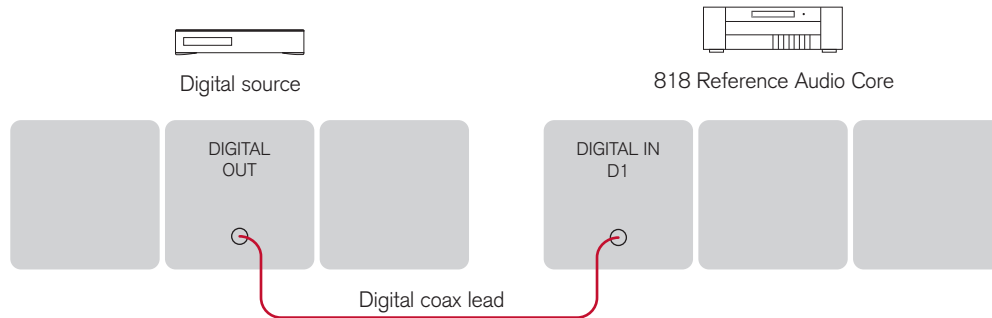 Digital source
818 Reference Audio Core
DIGITAL
OUT
DIGITAL IN
D1
Digital coax lead